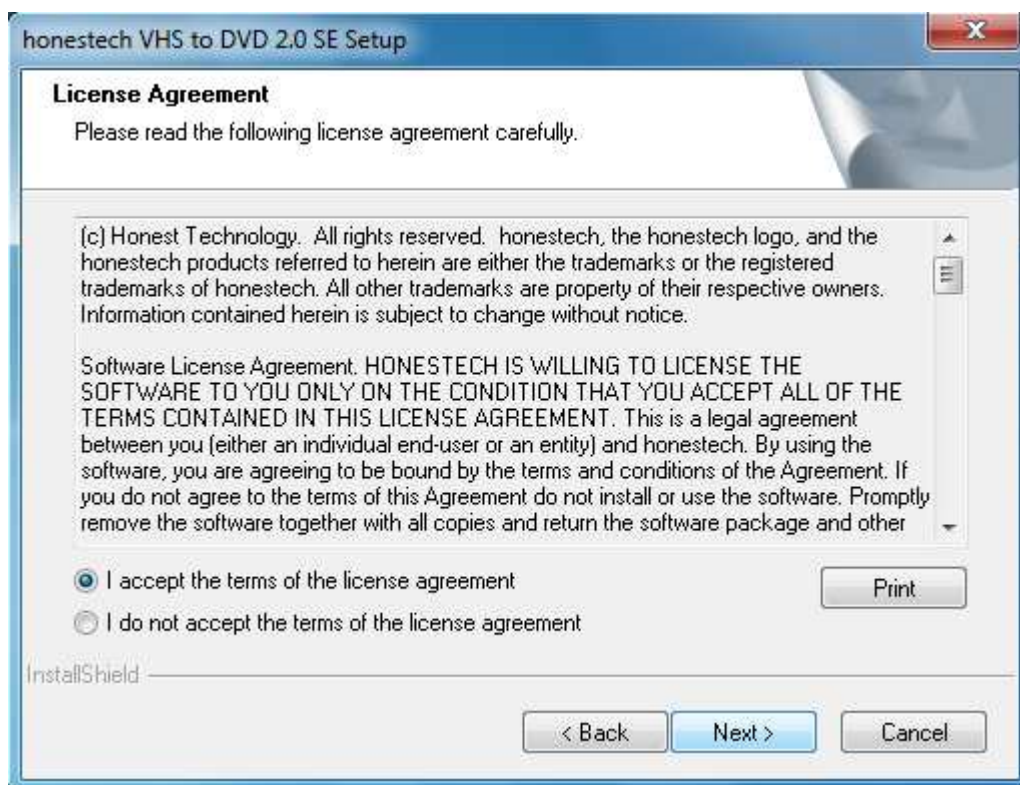 honestech VHS to DVD 2.0 SE Setup
License Agreement
Please read the following license agreement carefully.
(c) Honest Technology.  All rights reserved.  honestech, the honestech logo, and the
honestech products referred to herein are either the trademarks or the registered
trademarks of honestech. All other trademarks are property of their respective owners.
Information contained herein is subject to change without notice.
Software License Agreement. HONESTECH IS WILLING TO LICENSE THE
SOFTWARE TO YOU ONLY ON THE CONDITION THAT YOU ACCEPT ALL OF THE
TERMS CONTAINED IN THIS LICENSE AGREEMENT. This is a legal agreement
between you (either an individual end-user or an entity) and honestech. By using the
software, you are agreeing to be bound by the terms and conditions of the Agreement. If
you do not agree to the terms of this Agreement do not install or use the software. Promptly
remove the software together with all copies and return the software package and other
I accept the terms of the license agreement
Print
I do not accept the terms of the license agreement
InstallShield
< Back
Next >
Cancel